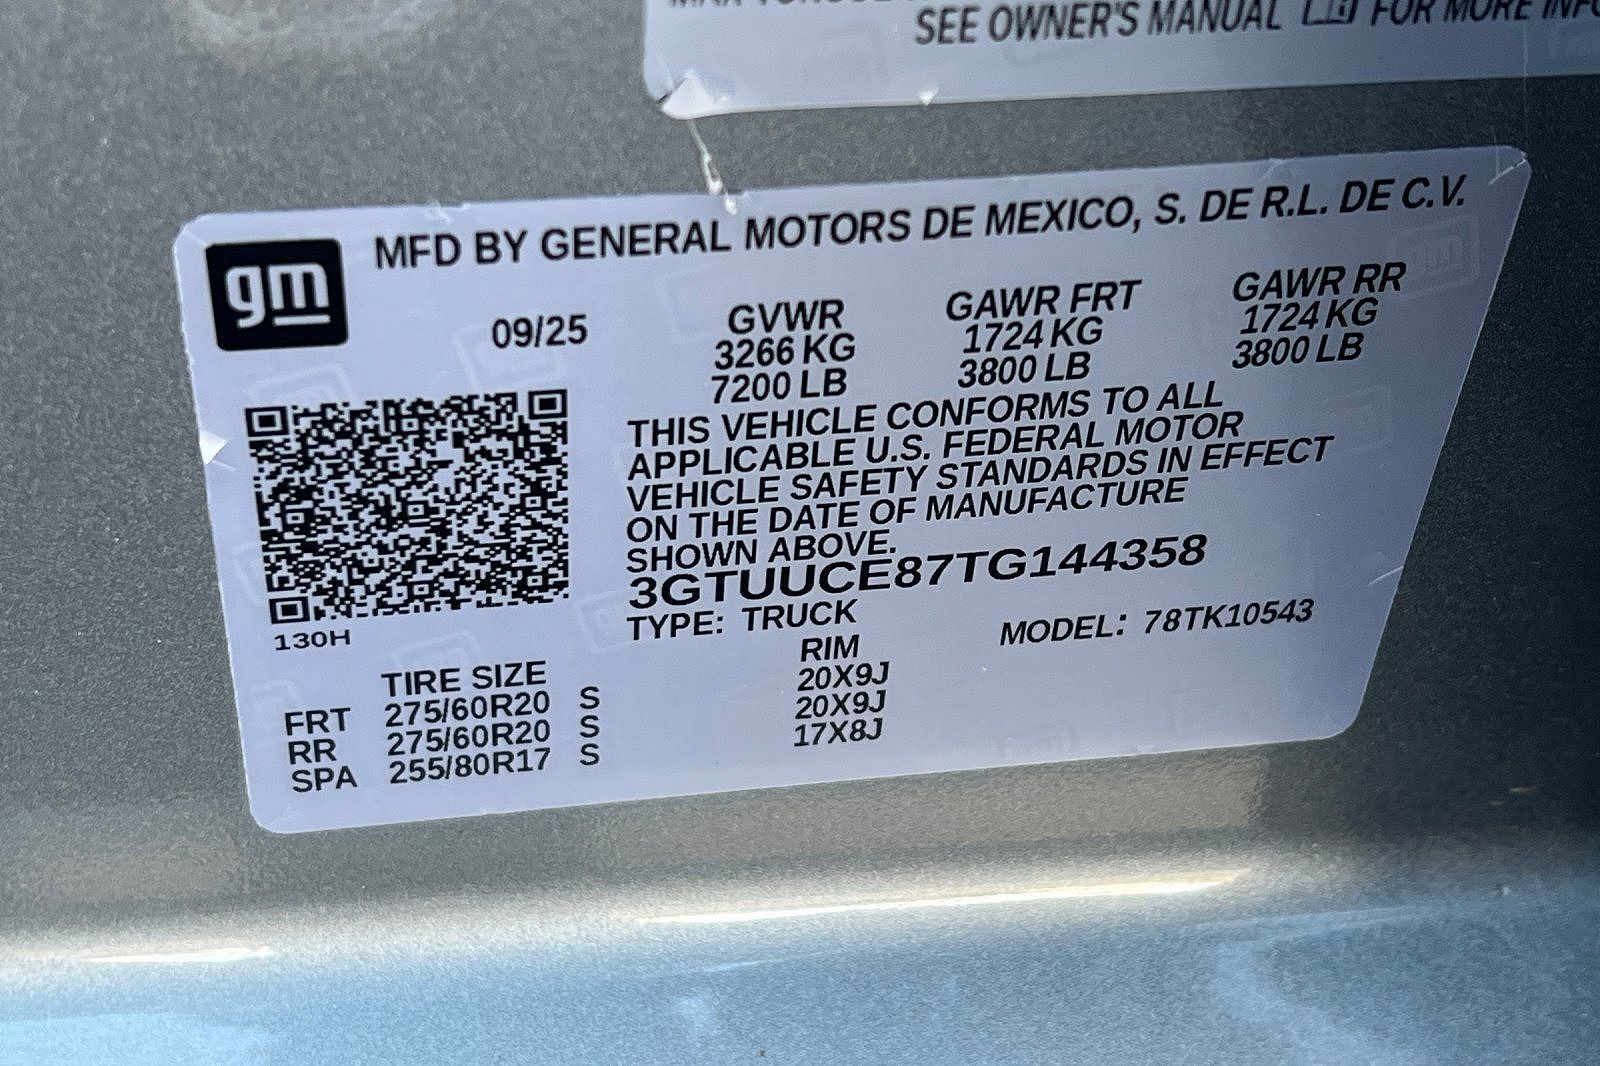 SEE OWNER'S MANUAL FOR MORE
gm
MFD BY GENERAL MOTORS DE MEXICO, S. DE R.L. DE C.V.
09/25 GVWR GAWR FRT GAWR RR
3266 KG 1724 KG 1724 KG
7200 LB 3800 LB 3800 LB
THIS VEHICLE CONFORMS TO ALL
APPLICABLE U.S. FEDERAL MOTOR
VEHICLE SAFETY STANDARDS IN EFFECT
ON THE DATE OF MANUFACTURE
SHOWN ABOVE.
3GTUUCE87TG144358
130H
TYPE: TRUCK MODEL: 78TK10543
TIRE SIZE RIM
FRT 275/60R20 S 20X9J
RR 275/60R20 S 20X9J
SPA 255/80R17 S 17X8J